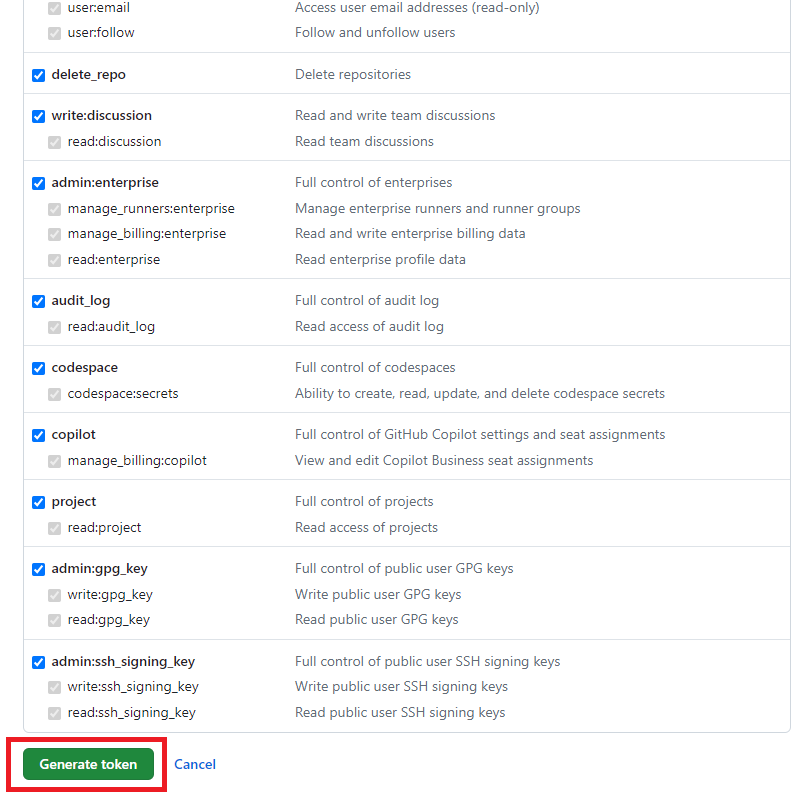 user:email Access user email addresses (read-only)
user:follow Follow and unfollow users
delete_repo Delete repositories
write:discussion Read and write team discussions
read:discussion Read team discussions
admin:enterprise Full control of enterprises
manage_runners:enterprise Manage enterprise runners and runner groups
manage_billing:enterprise Read and write enterprise billing data
read:enterprise Read enterprise profile data
audit_log Full control of audit log
read:audit_log Read access of audit log
codespace Full control of codespaces
codespace:secrets Ability to create, read, update, and delete codespace secrets
copilot Full control of GitHub Copilot settings and seat assignments
manage_billing:copilot View and edit Copilot Business seat assignments
project Full control of projects
read:project Read access of projects
admin:gpg_key Full control of public user GPG keys
write:gpg_key Write public user GPG keys
read:gpg_key Read public user GPG keys
admin:ssh_signing_key Full control of public user SSH signing keys
write:ssh_signing_key Write public user SSH signing keys
read:ssh_signing_key Read public user SSH signing keys
Generate token Cancel